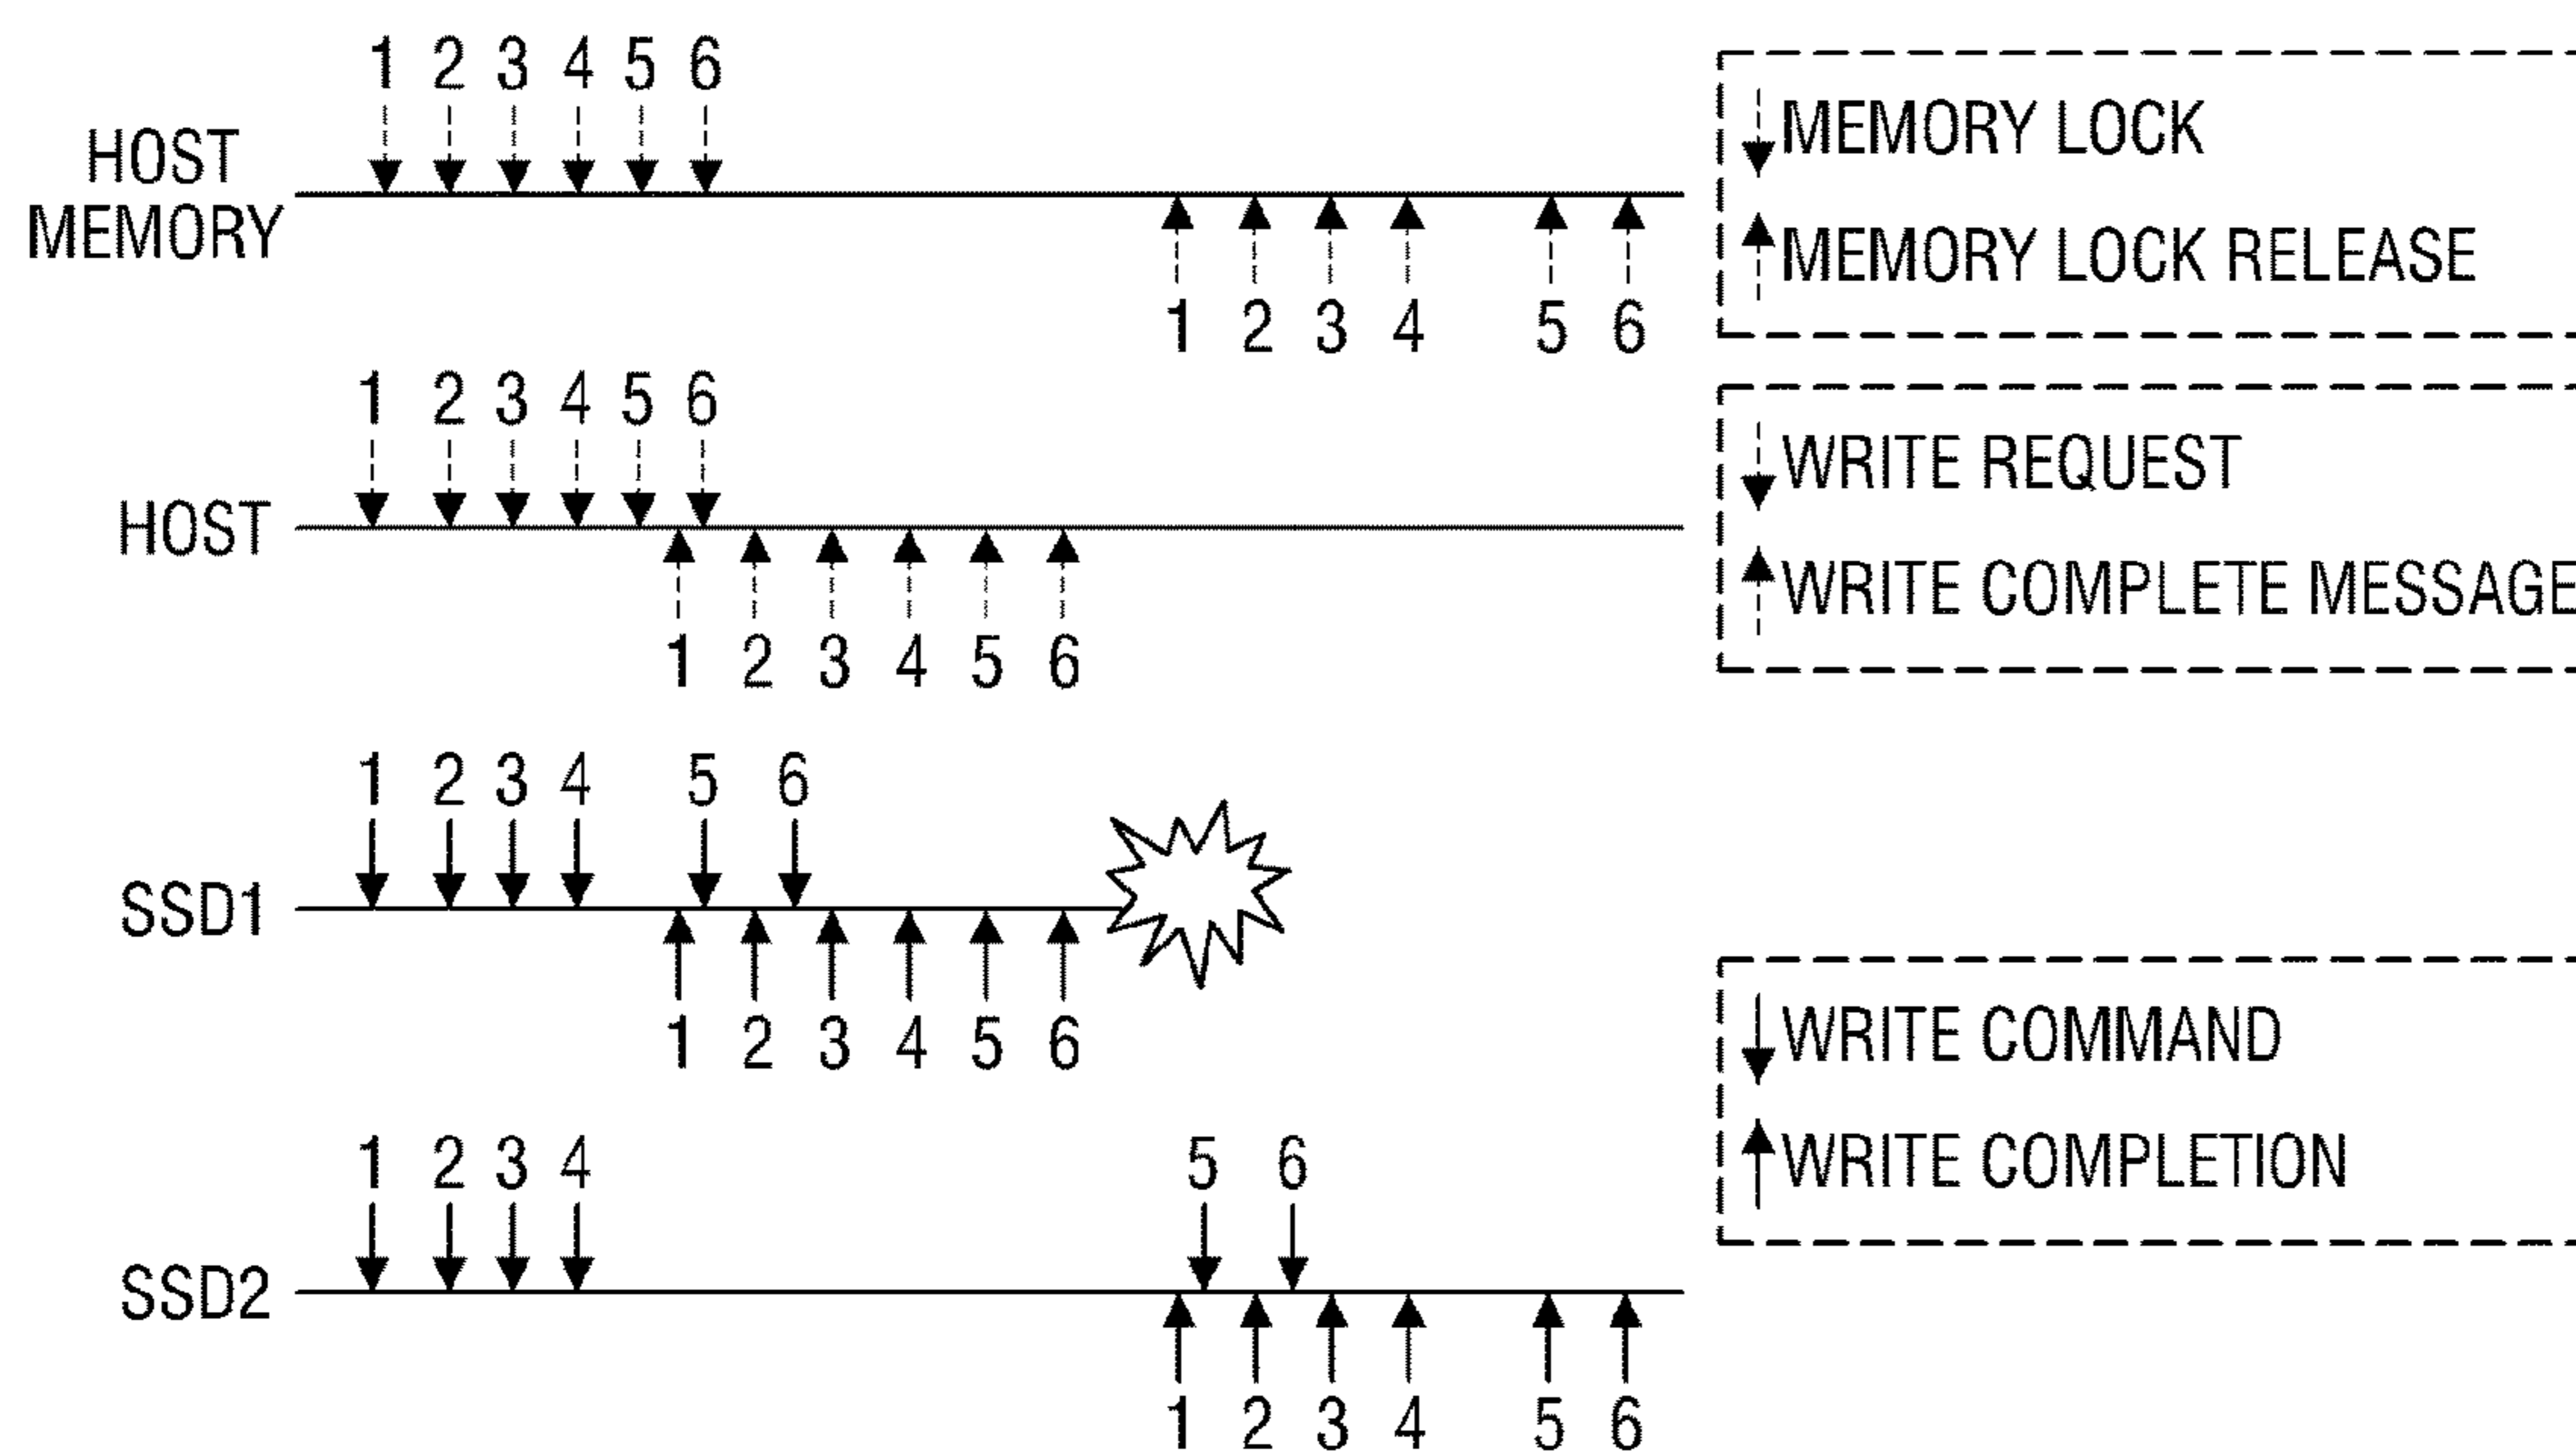 1 2 3 4 5 6
HOST
MEMORY
1 2 3 4 5 6
MEMORY LOCK
MEMORY LOCK RELEASE
1 2 3 4 5 6
HOST
1 2 3 4 5 6
WRITE REQUEST
WRITE COMPLETE MESSAGE
1 2 3 4 5 6
SSD1
1 2 3 4 5 6
1 2 3 4 5 6
SSD2
1 2 3 4 5 6
WRITE COMMAND
WRITE COMPLETION